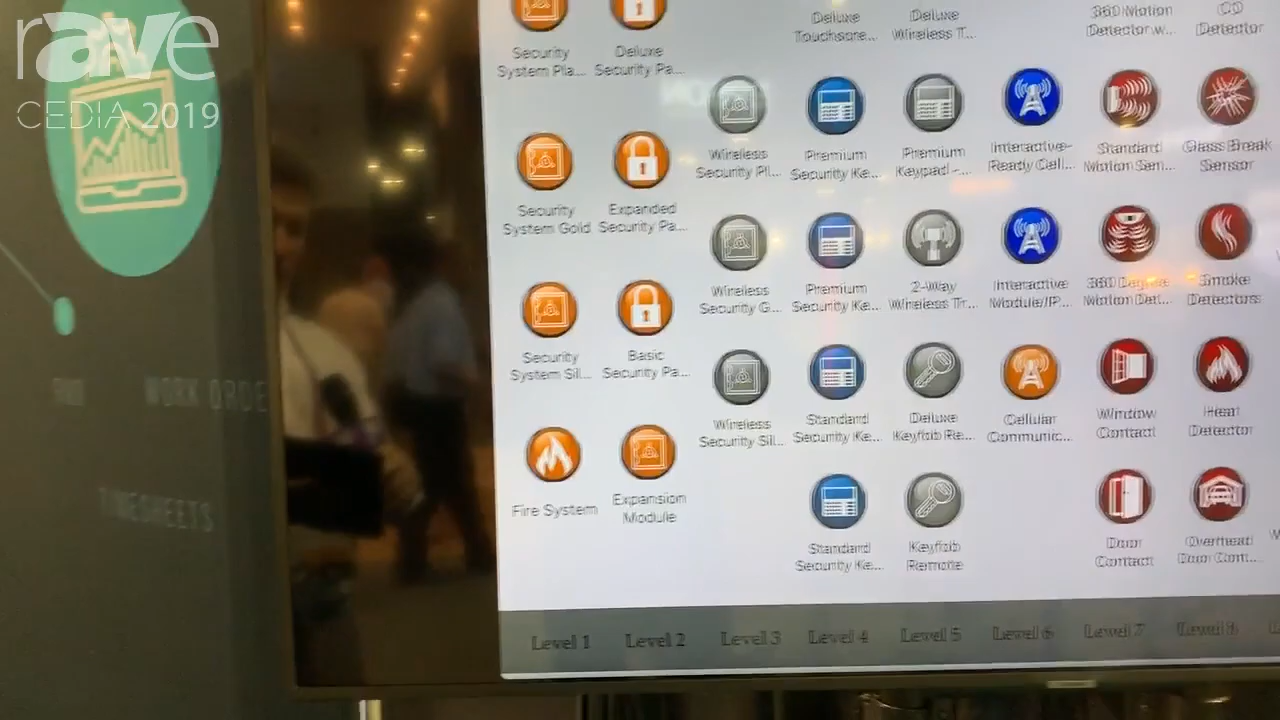 rAVe
CEDIA 2019
WORK ORDE
TIMESHEETS
Security
System Pla...
Deluxe
Security Pa...
Deluxe
Touchscre...
Deluxe
Wireless T...
360 Motion
Detector w...
CO
Detector
Wireless
Security Pl...
Premium
Security Ke...
Premium
Keypad -...
Interactive-
Ready Cell...
Standard
Motion Sen...
Glass Break
Sensor
Security
System Gold
Expanded
Security Pa...
Wireless
Security G...
Premium
Security Ke...
2-Way
Wireless Tr...
Interactive
Module/IP...
360 Degree
Motion Det...
Smoke
Detectors
Security
System Sil...
Basic
Security Pa...
Wireless
Security Sil...
Standard
Security Ke...
Deluxe
Keyfob Re...
Cellular
Communic...
Window
Contact
Heat
Detector
Fire System
Expansion
Module
Standard
Security Ke...
Keyfob
Remote
Door
Contact
Overhead
Door Cont...
Level 1
Level 2
Level 3
Level 4
Level 5
Level 6
Level 7
Level 8